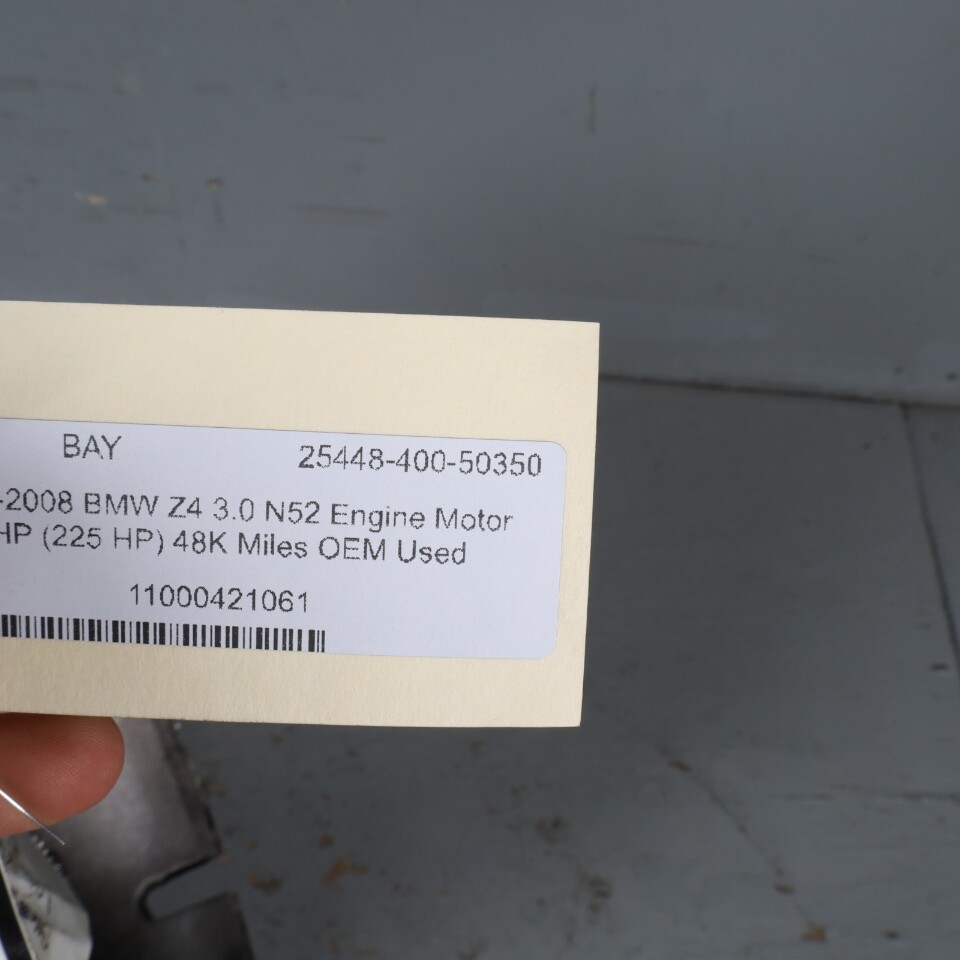 BAY 25448-400-50350
-2008 BMW Z4 3.0 N52 Engine Motor
HP (225 HP) 48K Miles OEM Used
11000421061